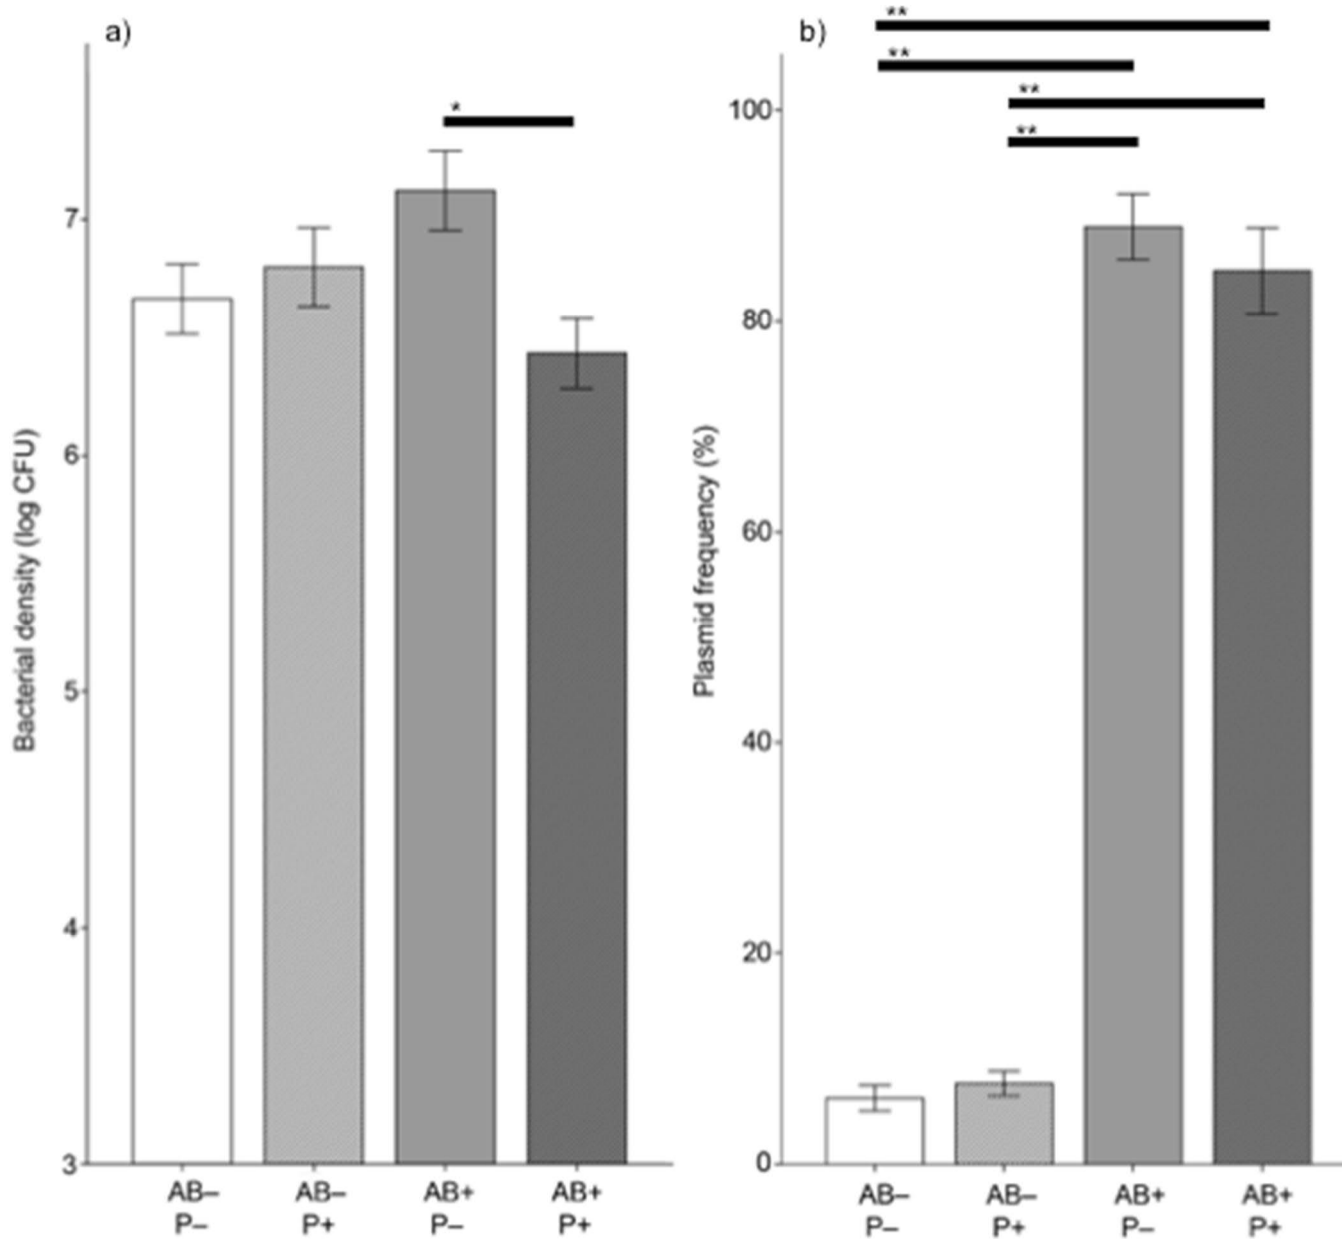 a)
*
7
6
5
4
3
Bacterial density (log CFU)
AB– AB– AB+ AB+
P– P+ P– P+
b)
**
**
**
**
100
80
60
40
20
0
Plasmid frequency (%)
AB– AB– AB+ AB+
P– P+ P– P+